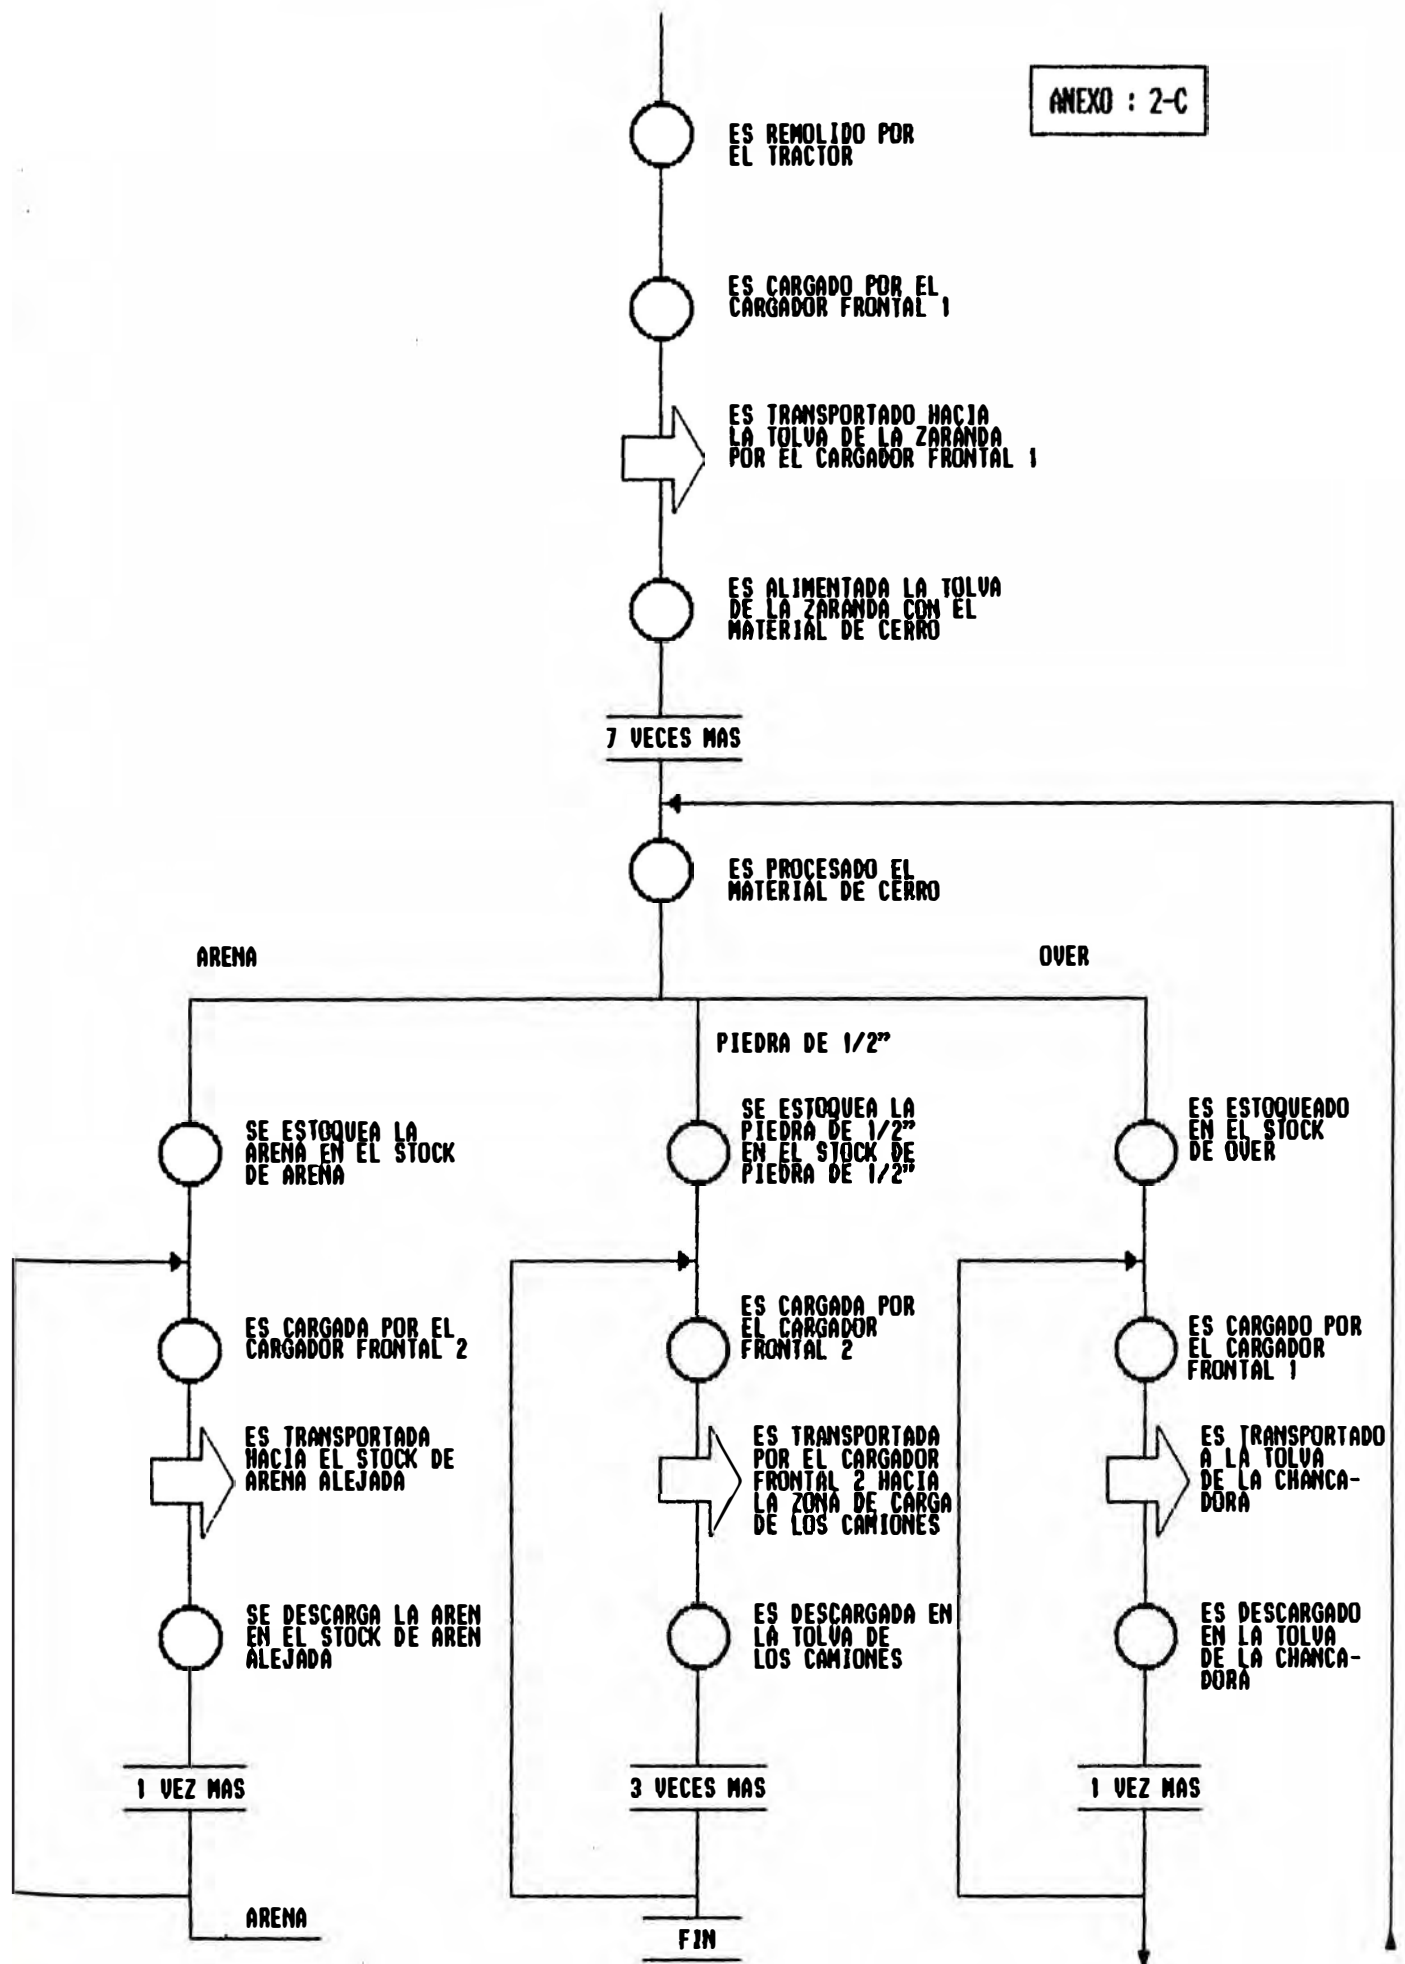 ANEXO : 2-C
ES REMOLIDO POR
EL TRACTOR
ES CARGADO POR EL
CARGADOR FRONTAL 1
ES TRANSPORTADO HACIA
LA TOLVA DE LA ZARANDA
POR EL CARGADOR FRONTAL 1
ES ALIMENTADA LA TOLVA
DE LA ZARANDA CON EL
MATERIAL DE CERRO
7 VECES MAS
ES PROCESADO EL
MATERIAL DE CERRO
ARENA
OVER
PIEDRA DE 1/2"
SE ESTOQUEA LA
ARENA EN EL STOCK
DE ARENA
SE ESTOQUEA LA
PIEDRA DE 1/2"
EN EL STOCK DE
PIEDRA DE 1/2"
ES ESTOQUEADO
EN EL STOCK
DE OVER
ES CARGADA POR EL
CARGADOR FRONTAL 2
ES CARGADA POR
EL CARGADOR
FRONTAL 2
ES CARGADO POR
EL CARGADOR
FRONTAL 1
ES TRANSPORTADA
HACIA EL STOCK DE
ARENA ALEJADA
ES TRANSPORTADA
POR EL CARGADOR
FRONTAL 2 HACIA
LA ZONA DE CARGA
DE LOS CAMIONES
ES TRANSPORTADO
A LA TOLVA
DE LA CHANCA-
DORA
SE DESCARGA LA AREN
EN EL STOCK DE AREN
ALEJADA
ES DESCARGADA EN
LA TOLVA DE
LOS CAMIONES
ES DESCARGADO
EN LA TOLVA
DE LA CHANCA-
DORA
1 VEZ MAS
3 VECES MAS
1 VEZ MAS
ARENA
FIN